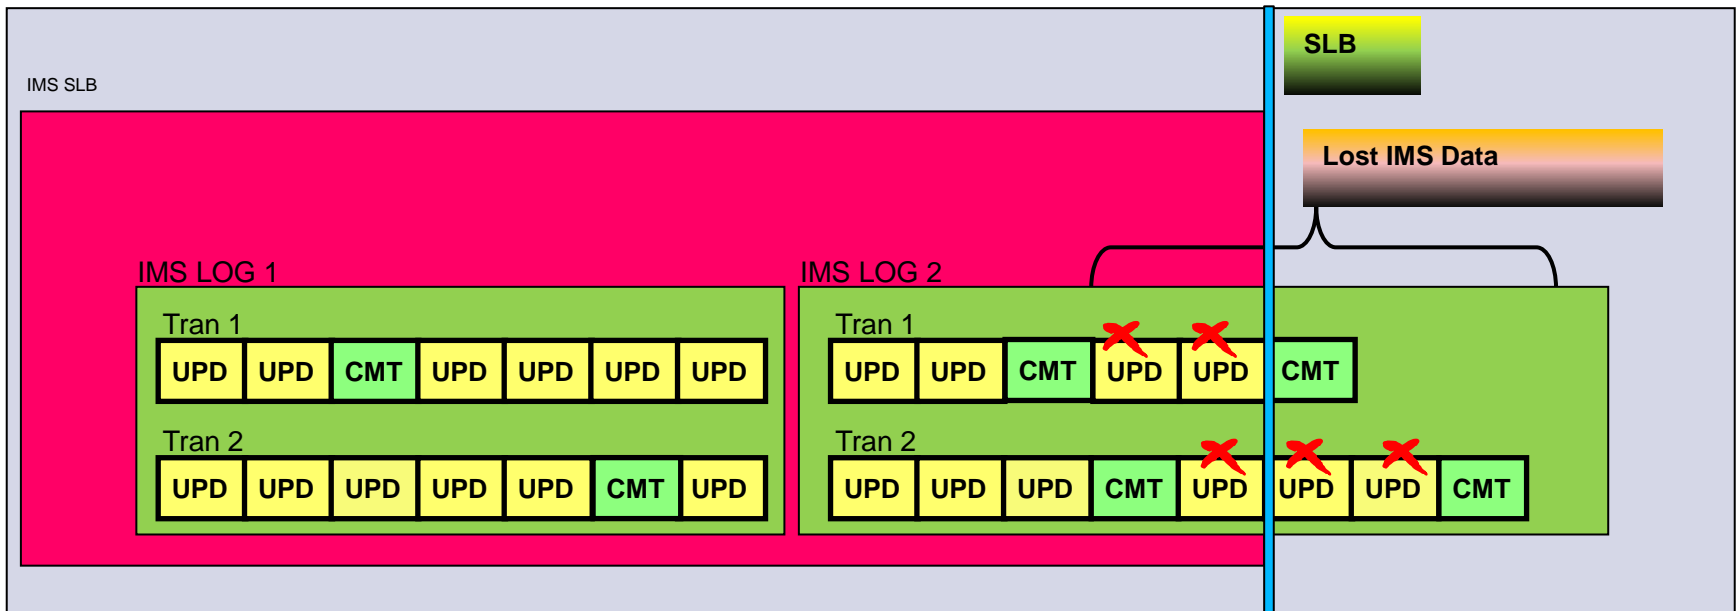 SLB
IMS SLB
Lost IMS Data
IMS LOG 1
Tran 1
UPD UPD CMT UPD UPD UPD UPD
Tran 2
UPD UPD UPD UPD UPD CMT UPD
IMS LOG 2
Tran 1
UPD UPD CMT UPD UPD CMT
Tran 2
UPD UPD UPD CMT UPD UPD UPD CMT